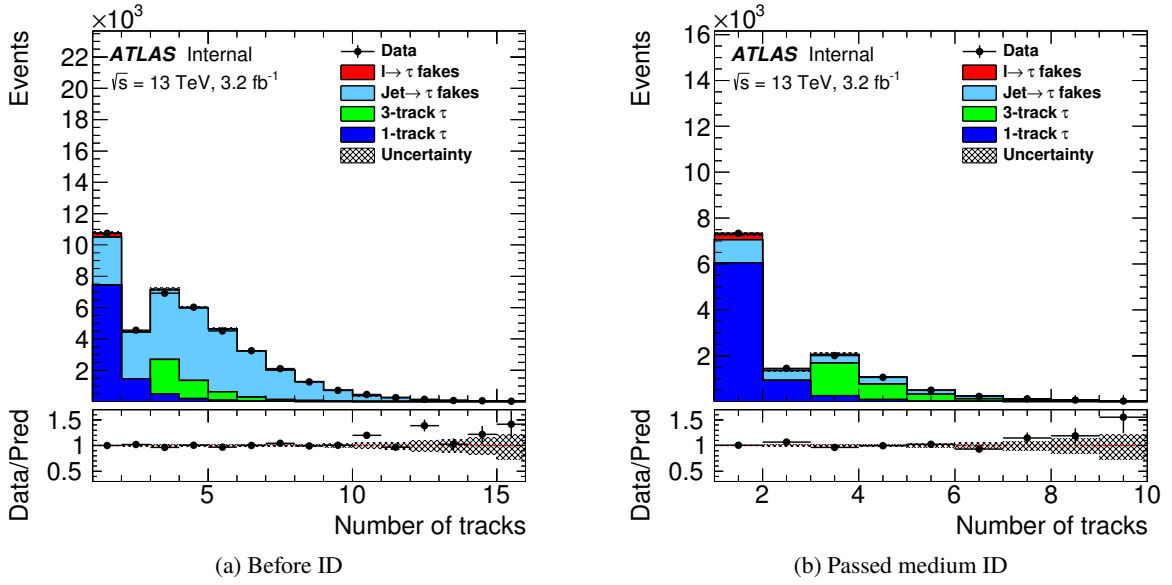 ×10³
Events
22
20
18
16
14
12
10
8
6
4
2
ATLAS Internal
√s = 13 TeV, 3.2 fb⁻¹
Data
l→ τ fakes
Jet→ τ fakes
3-track τ
1-track τ
Uncertainty
Data/Pred
1.5
1
0.5
5 10 15
Number of tracks
(a) Before ID
×10³
Events
16
14
12
10
8
6
4
2
ATLAS Internal
√s = 13 TeV, 3.2 fb⁻¹
Data
l→ τ fakes
Jet→ τ fakes
3-track τ
1-track τ
Uncertainty
Data/Pred
1.5
1
0.5
2 4 6 8 10
Number of tracks
(b) Passed medium ID